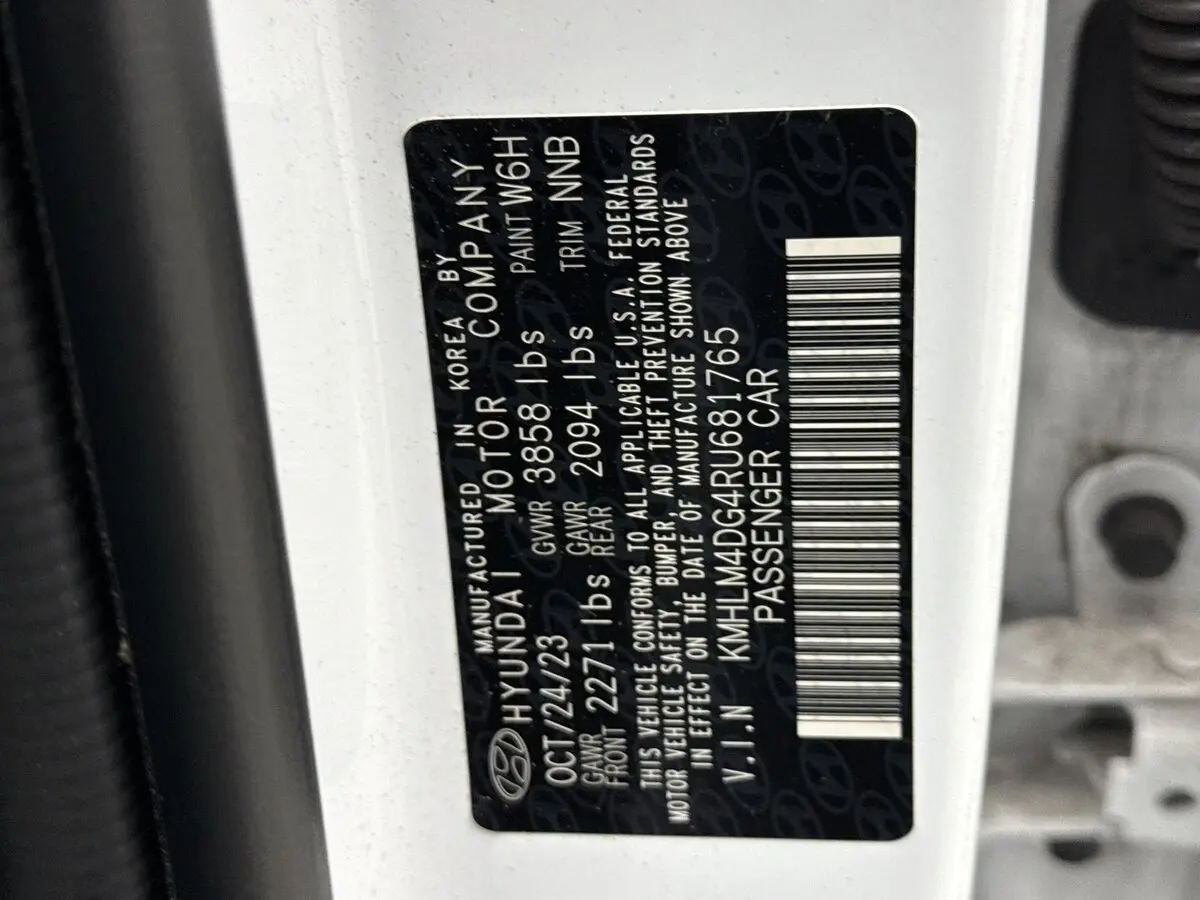 MANUFACTURED IN KOREA BY
HYUNDAI MOTOR COMPANY
OCT/24/23 GVWR 3858 lbs PAINT W6H
GAWR FRONT 2271 lbs GAWR REAR 2094 lbs TRIM NNB
THIS VEHICLE CONFORMS TO ALL APPLICABLE U.S.A. FEDERAL
MOTOR VEHICLE SAFETY, BUMPER, AND THEFT PREVENTION STANDARDS
IN EFFECT ON THE DATE OF MANUFACTURE SHOWN ABOVE
V.I.N KMHLM4DG4RU681765
PASSENGER CAR